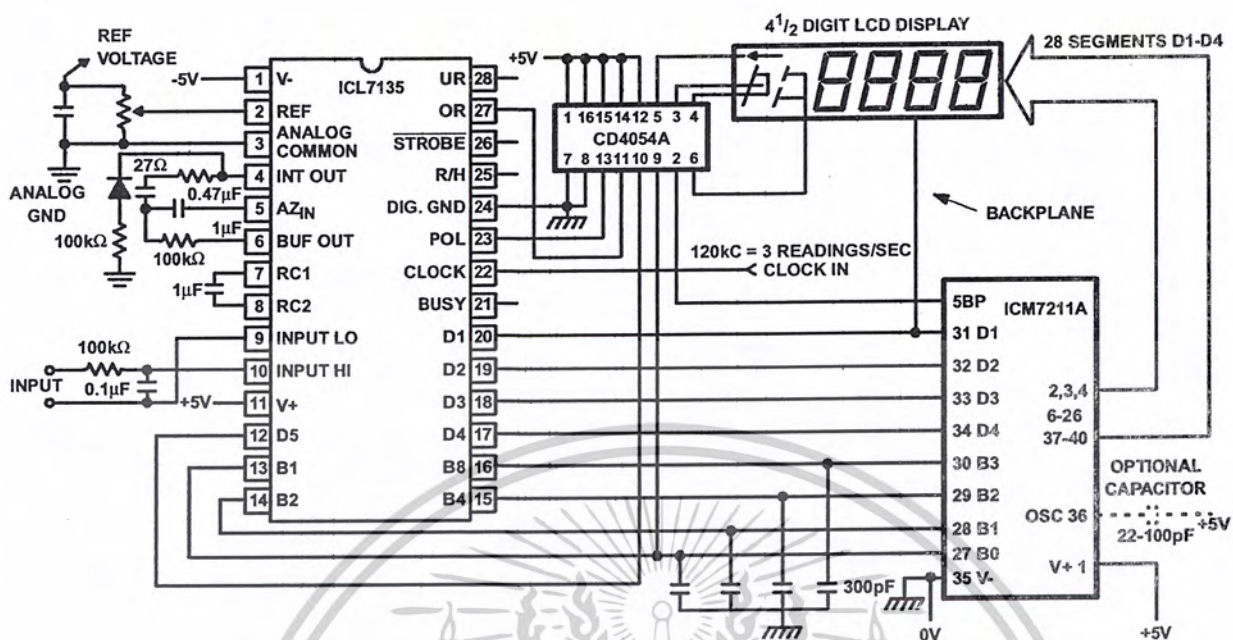 4 1/2 DIGIT LCD DISPLAY
REF
VOLTAGE
28 SEGMENTS D1-D4
+5V
-5V
1 V-
UR 28
ICL7135
2 REF
OR 27
3 ANALOG
COMMON
STROBE 26
4 INT OUT
R/H 25
5 AZIN
DIG. GND 24
6 BUF OUT
POL 23
7 RC1
CLOCK 22
8 RC2
BUSY 21
9 INPUT LO
D1 20
10 INPUT HI
D2 19
11 V+
D3 18
12 D5
D4 17
13 B1
B8 16
14 B2
B4 15
27Ω
0.47µF
ANALOG
GND
1µF
100kΩ
100kΩ
1µF
100kΩ
INPUT
0.1µF
+5V
1 16 15 14 12 5 3 4
CD4054A
7 8 13 11 10 9 2 6
8888
BACKPLANE
120kC = 3 READINGS/SEC
CLOCK IN
5BP
ICM7211A
31 D1
32 D2
33 D3
2,3,4
6-26
34 D4
37-40
30 B3
29 B2
28 B1
27 B0
35 V-
OPTIONAL
CAPACITOR
OSC 36
+5V
22-100pF
V+ 1
300pF
0V
+5V